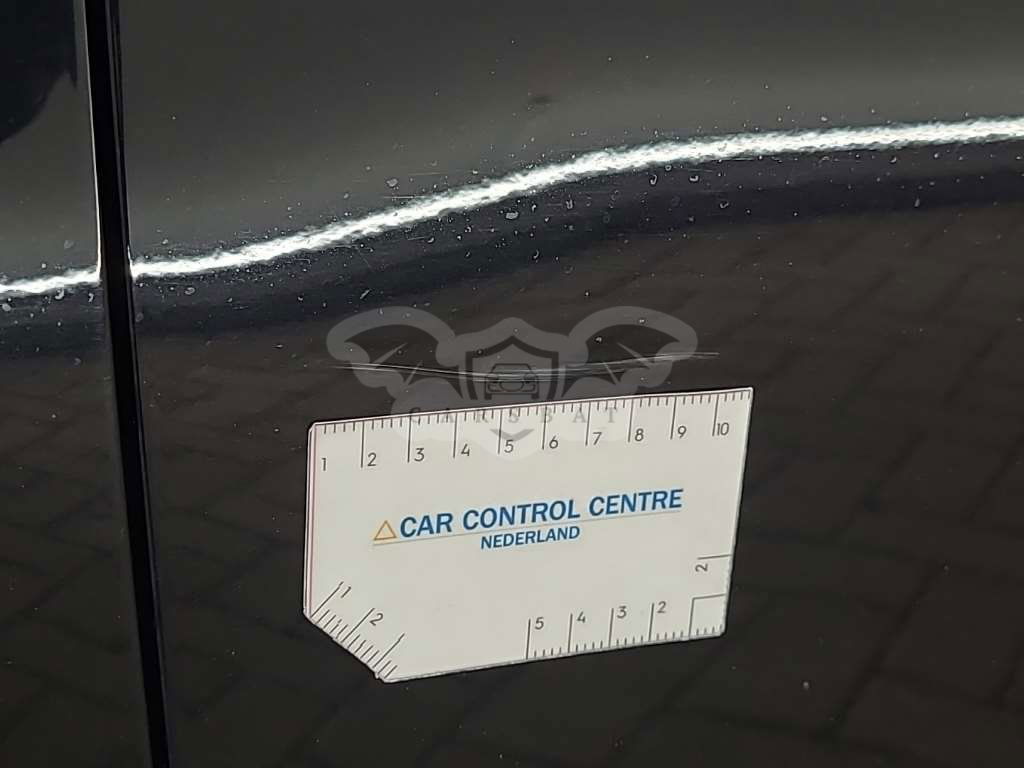 CARSBAT
1 2 3 4 5 6 7 8 9 10
CAR CONTROL CENTRE
NEDERLAND
2
1 2
5 4 3 2